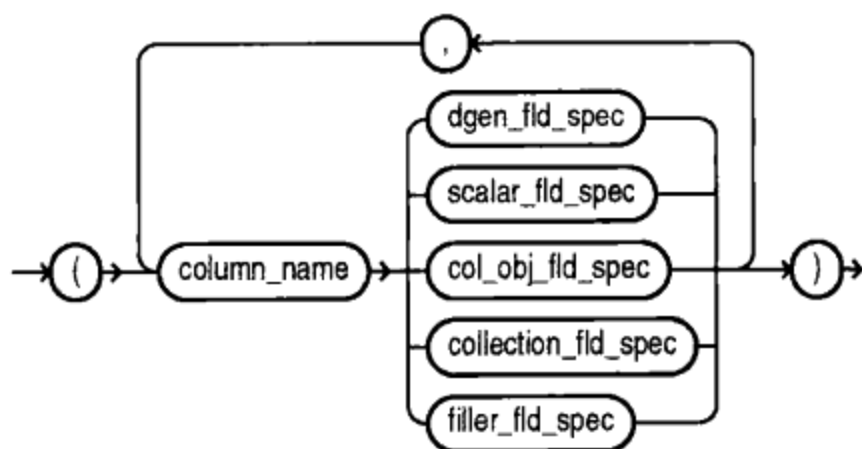 ,
dgen_fld_spec
scalar_fld_spec
( column_name col_obj_fld_spec )
collection_fld_spec
filler_fld_spec